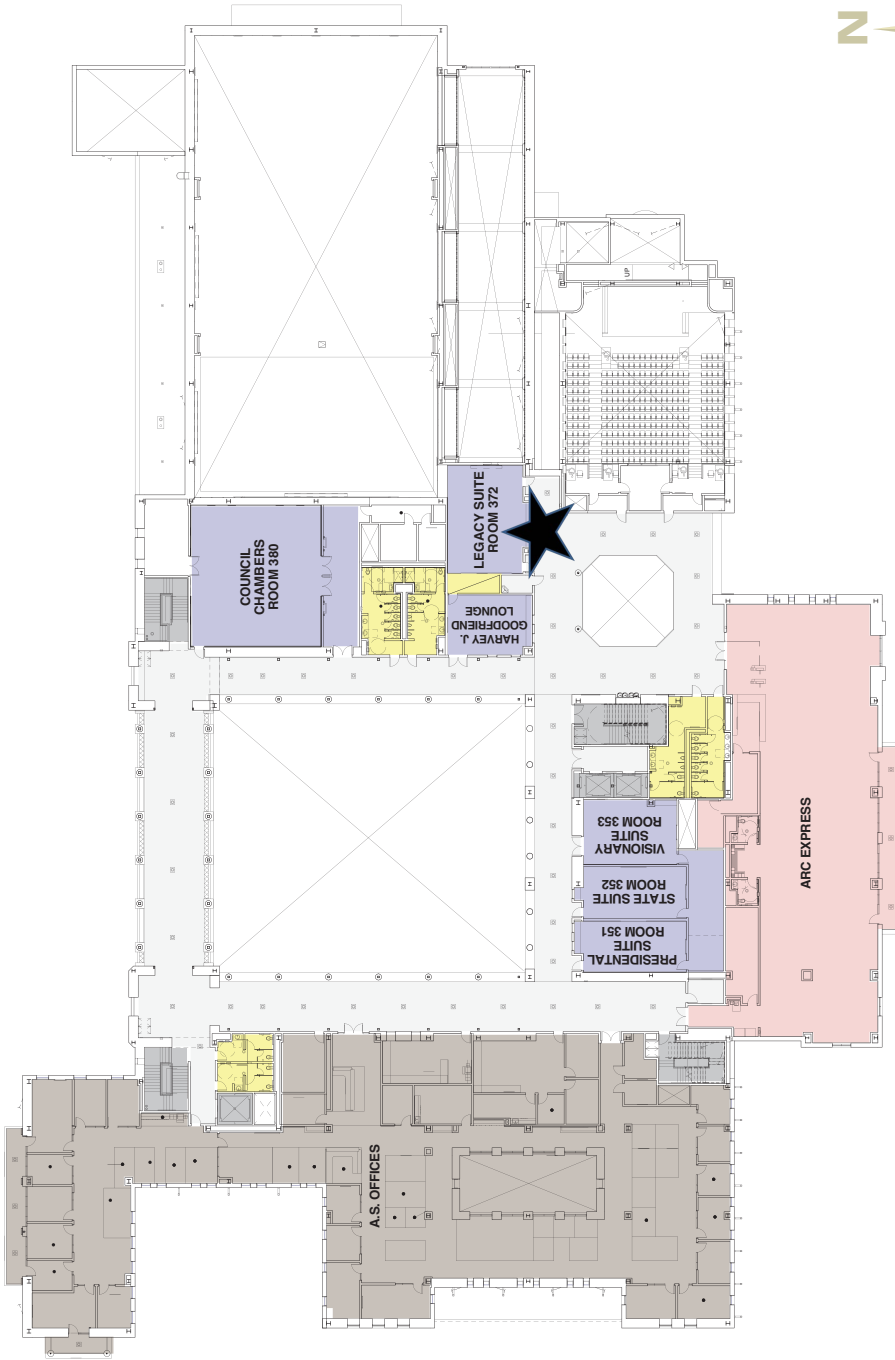 N
UP
LEGACY SUITE
ROOM 372
COUNCIL
CHAMBERS
ROOM 380
HARVEY J.
GOODFRIEND
LOUNGE
VISIONARY
SUITE
ROOM 353
STATE SUITE
ROOM 352
PRESIDENTAL
SUITE
ROOM 351
ARC EXPRESS
A.S. OFFICES